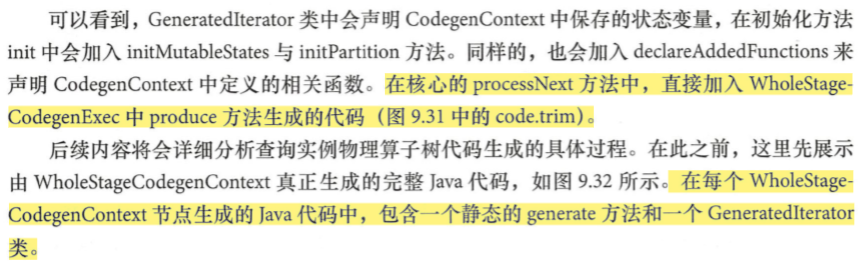 可以看到，GeneratedIterator 类中会声明 CodegenContext 中保存的状态变量，在初始化方法
init 中会加入 initMutableStates 与 initPartition 方法。同样的，也会加入 declareAddedFunctions 来
声明 CodegenContext 中定义的相关函数。在核心的 processNext 方法中，直接加入 WholeStage-
CodegenExec 中 produce 方法生成的代码（图 9.31 中的 code.trim）。
后续内容将会详细分析查询实例物理算子树代码生成的具体过程。在此之前，这里先展示
由 WholeStageCodegenContext 真正生成的完整 Java 代码，如图 9.32 所示。在每个 WholeStage-
CodegenContext 节点生成的 Java 代码中，包含一个静态的 generate 方法和一个 GeneratedIterator
类。